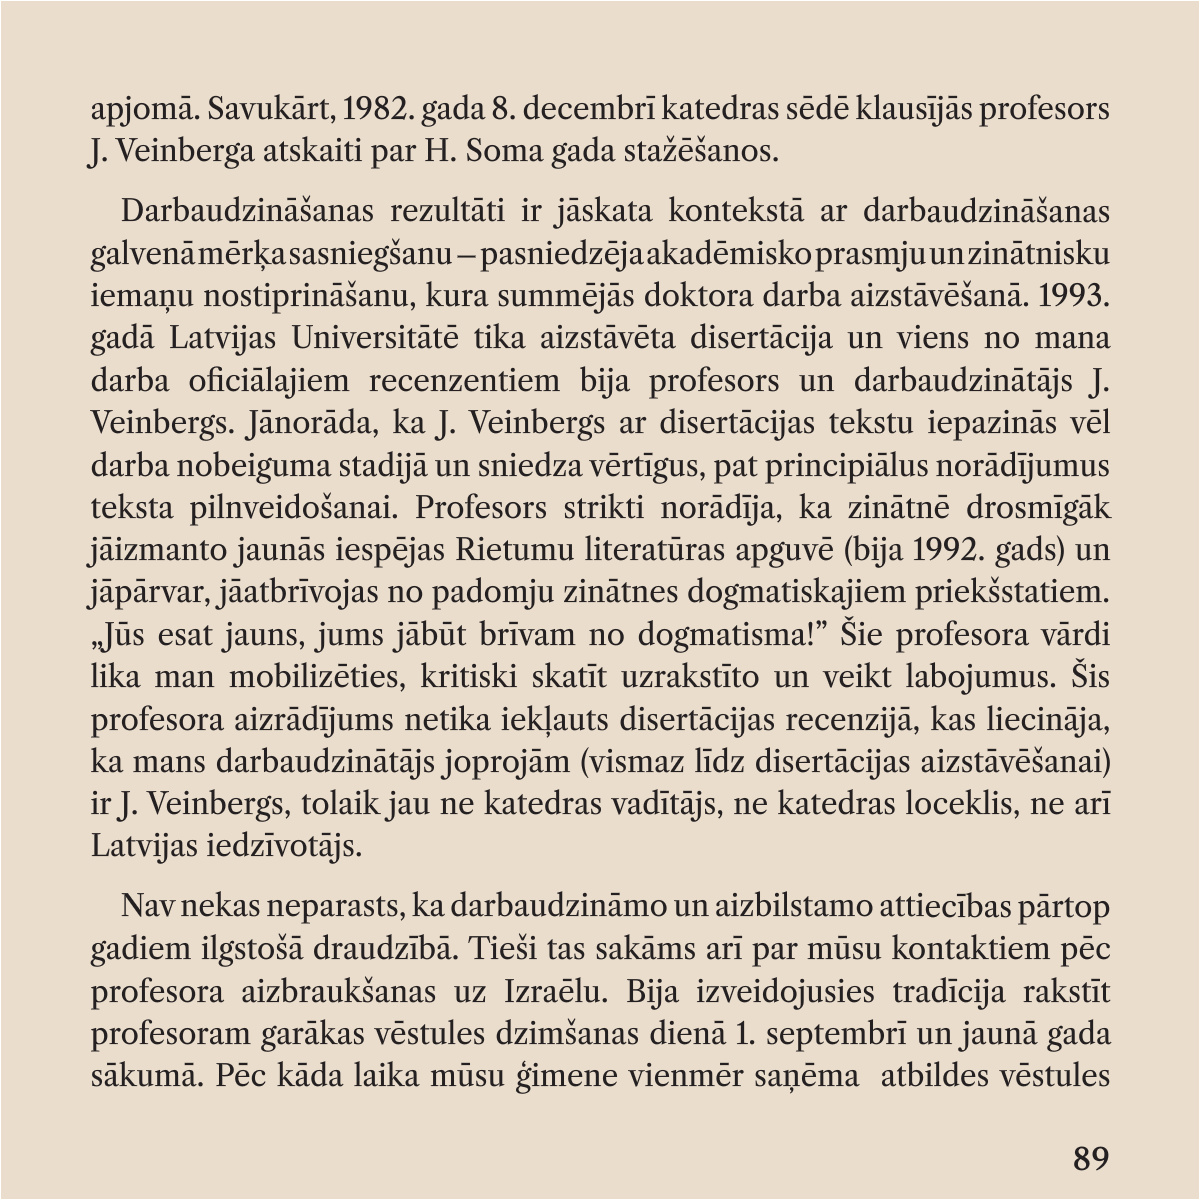 apjomā. Savukārt, 1982. gada 8. decembrī katedras sēdē klausījās profesors
J. Veinberga atskaiti par H. Soma gada stažēšanos.
Darbaudzināšanas rezultāti ir jāskata kontekstā ar darbaudzināšanas
galvenā mērķa sasniegšanu – pasniedzēja akadēmisko prasmju un zinātnisku
iemaņu nostiprināšanu, kura summējās doktora darba aizstāvēšanā. 1993.
gadā Latvijas Universitātē tika aizstāvēta disertācija un viens no mana
darba oficiālajiem recenzentiem bija profesors un darbaudzinātājs J.
Veinbergs. Jānorāda, ka J. Veinbergs ar disertācijas tekstu iepazinās vēl
darba nobeiguma stadijā un sniedza vērtīgus, pat principiālus norādījumus
teksta pilnveidošanai. Profesors strikti norādīja, ka zinātnē drosmīgāk
jāizmanto jaunās iespējas Rietumu literatūras apguvē (bija 1992. gads) un
jāpārvar, jāatbrīvojas no padomju zinātnes dogmatiskajiem priekšstatiem.
„Jūs esat jauns, jums jābūt brīvam no dogmatisma!” Šie profesora vārdi
lika man mobilizēties, kritiski skatīt uzrakstīto un veikt labojumus. Šis
profesora aizrādījums netika iekļauts disertācijas recenzijā, kas liecināja,
ka mans darbaudzinātājs joprojām (vismaz līdz disertācijas aizstāvēšanai)
ir J. Veinbergs, tolaik jau ne katedras vadītājs, ne katedras loceklis, ne arī
Latvijas iedzīvotājs.
Nav nekas neparasts, ka darbaudzināmo un aizbilstamo attiecības pārtop
gadiem ilgstošā draudzībā. Tieši tas sakāms arī par mūsu kontaktiem pēc
profesora aizbraukšanas uz Izraēlu. Bija izveidojusies tradīcija rakstīt
profesoram garākas vēstules dzimšanas dienā 1. septembrī un jaunā gada
sākumā. Pēc kāda laika mūsu ģimene vienmēr saņēma atbildes vēstules
89